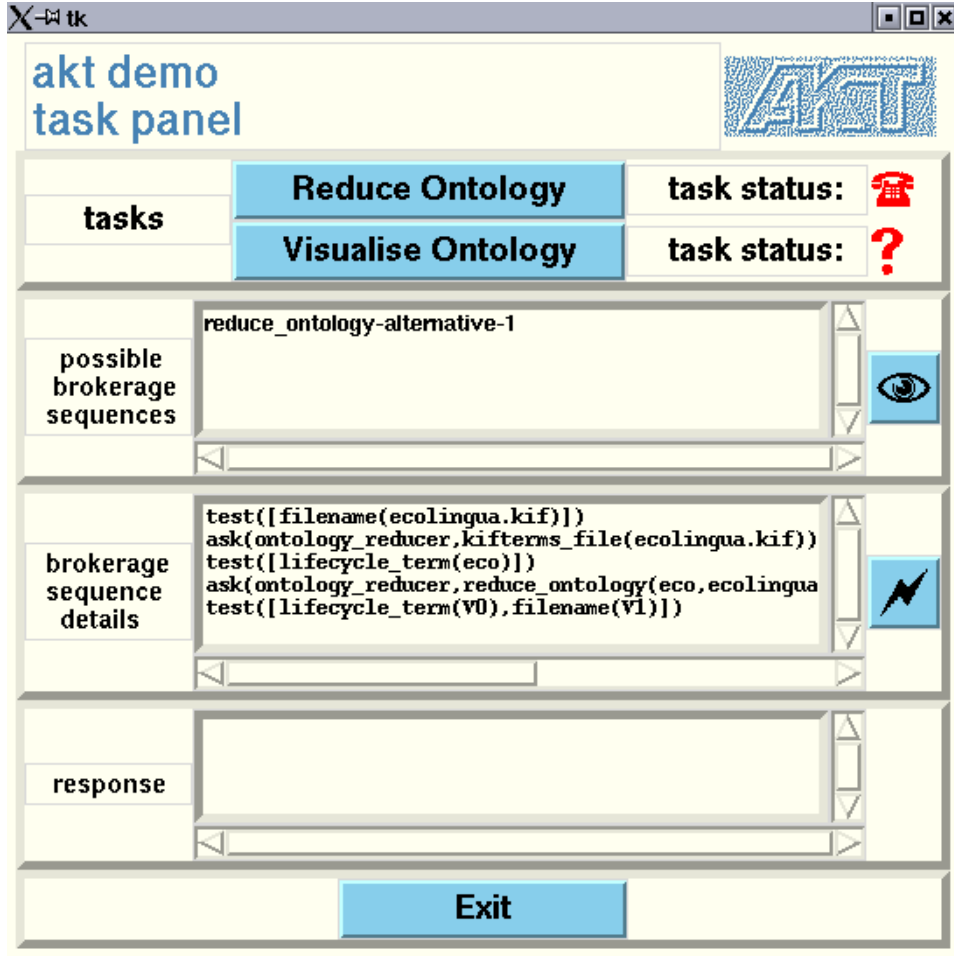 tk
akt demo
task panel
AKT
tasks
Reduce Ontology
task status:
Visualise Ontology
task status:
?
possible
brokerage
sequences
reduce_ontology-alternative-1
brokerage
sequence
details
test([filename(ecolingua.kif)])
ask(ontology_reducer,kifterms_file(ecolingua.kif))
test([lifecycle_term(eco)])
ask(ontology_reducer,reduce_ontology(eco,ecolingua
test([lifecycle_term(V0),filename(V1)])
response
Exit